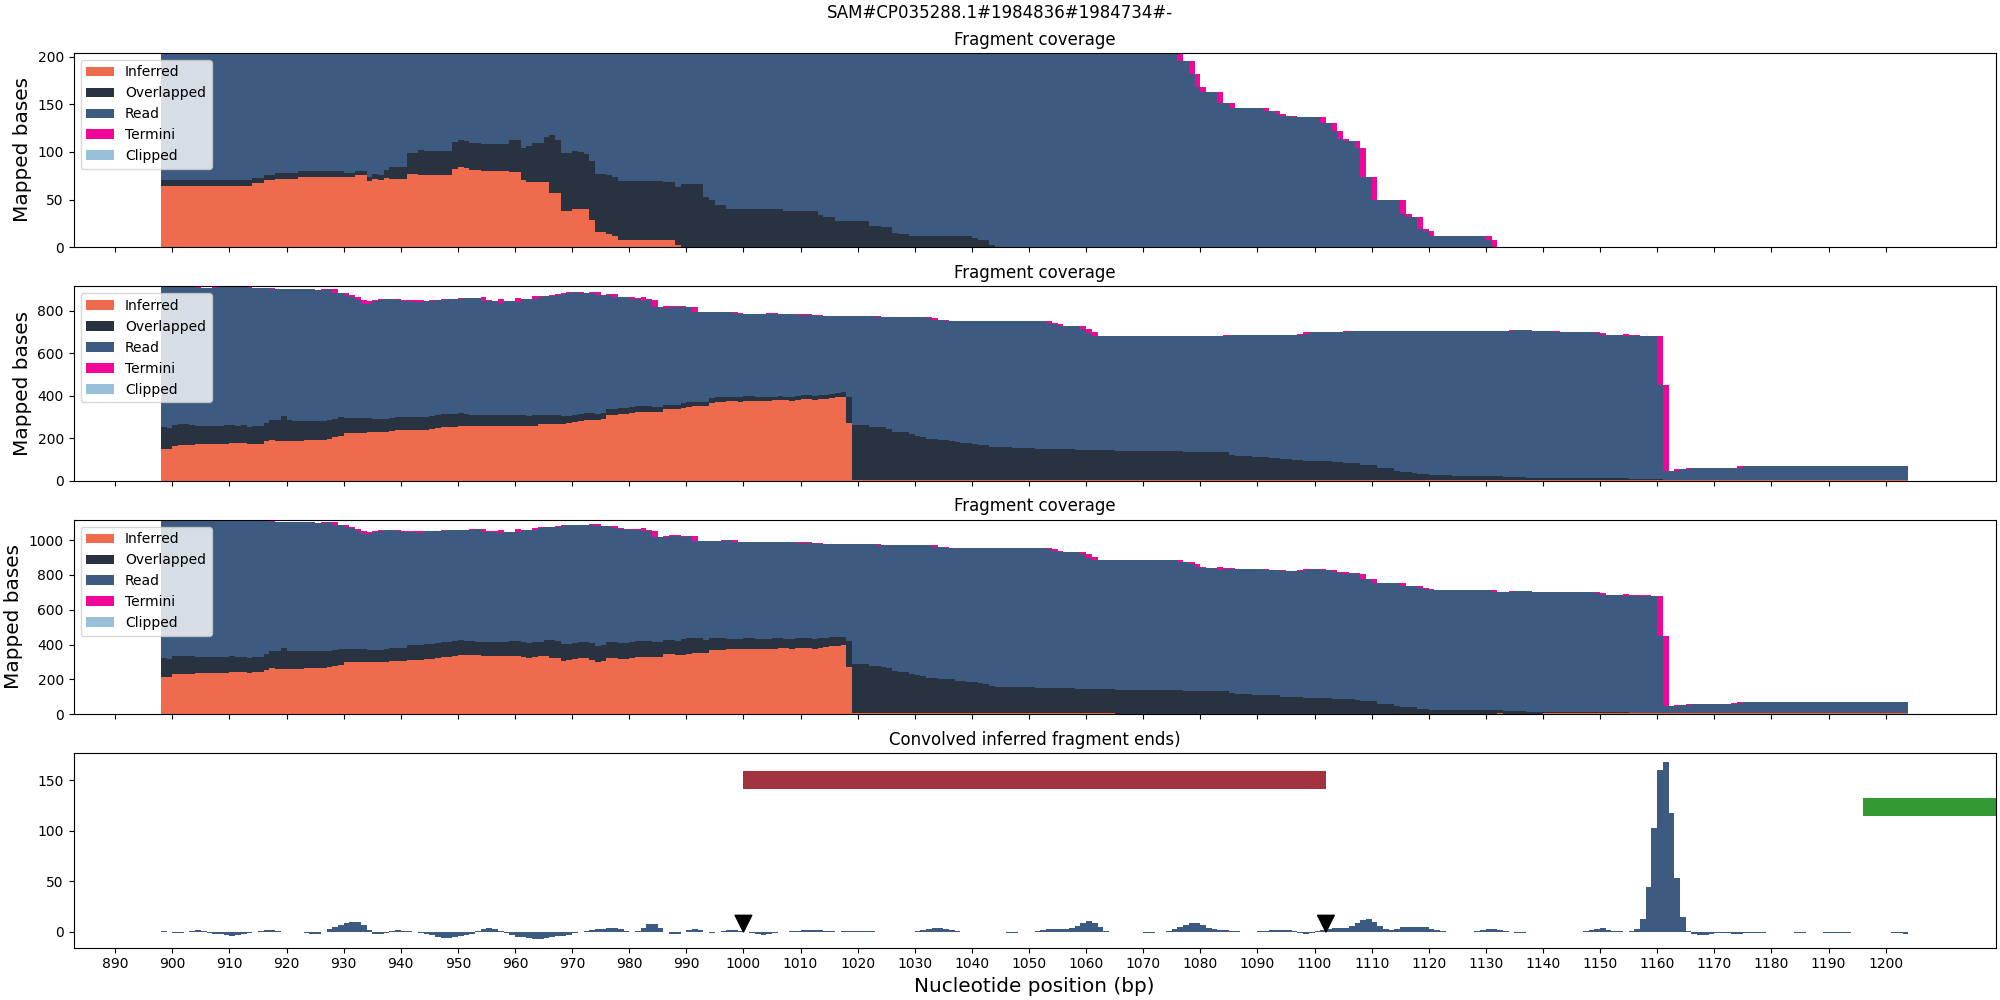 SAM#CP035288.1#1984836#1984734#-
Fragment coverage
Mapped bases
200
150
100
50
0
Inferred
Overlapped
Read
Termini
Clipped
Fragment coverage
Mapped bases
800
600
400
200
0
Inferred
Overlapped
Read
Termini
Clipped
Fragment coverage
Mapped bases
1000
800
600
400
200
0
Inferred
Overlapped
Read
Termini
Clipped
Convolved inferred fragment ends)
150
100
50
0
890 900 910 920 930 940 950 960 970 980 990 1000 1010 1020 1030 1040 1050 1060 1070 1080 1090 1100 1110 1120 1130 1140 1150 1160 1170 1180 1190 1200
Nucleotide position (bp)